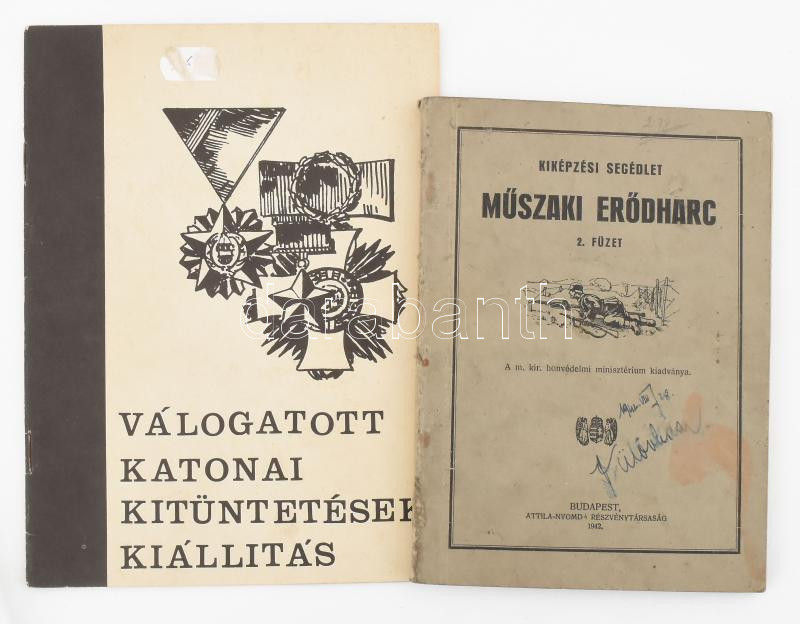 VÁLOGATOTT
KATONAI
KITÜNTETÉSEK
KIÁLLITÁS
KIKÉPZÉSI SEGÉDLET
MŰSZAKI ERŐDHARC
2. FÜZET
A m. kir. honvédelmi minisztérium kiadványa.
BUDAPEST,
ATTILA-NYOMDA RÉSZVÉNYTÁRSASÁG
1942.
darabanth